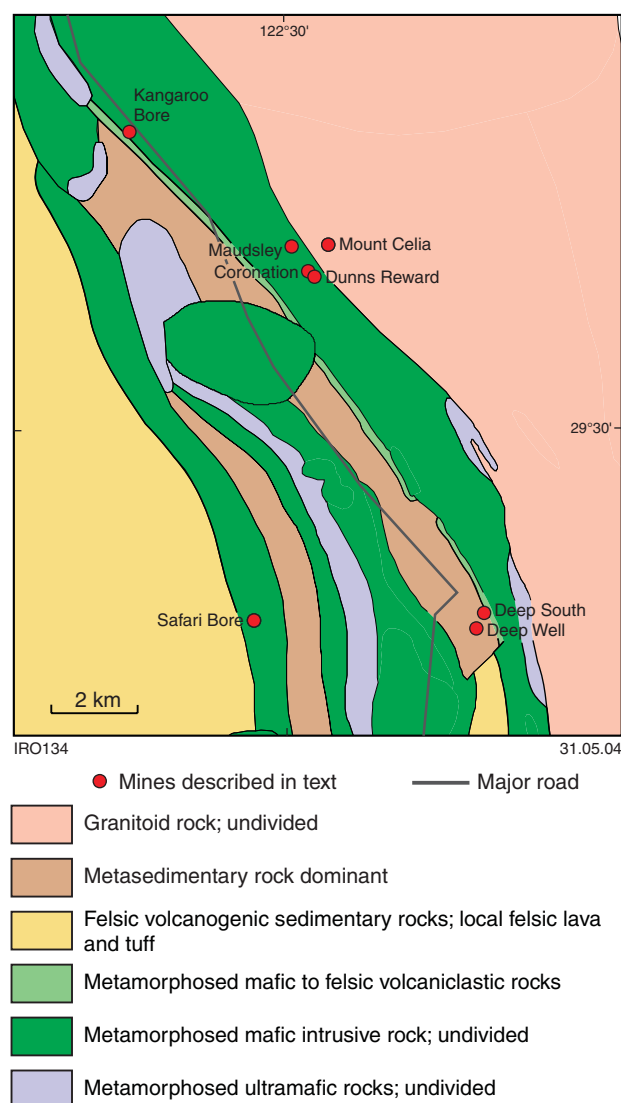 122°30'
Kangaroo
Bore
Maudsley
Mount Celia
Coronation
Dunns Reward
29°30'
Safari Bore
Deep South
Deep Well
2 km
IRO134
31.05.04
Mines described in text
Major road
Granitoid rock; undivided
Metasedimentary rock dominant
Felsic volcanogenic sedimentary rocks; local felsic lava
and tuff
Metamorphosed mafic to felsic volcaniclastic rocks
Metamorphosed mafic intrusive rock; undivided
Metamorphosed ultramafic rocks; undivided